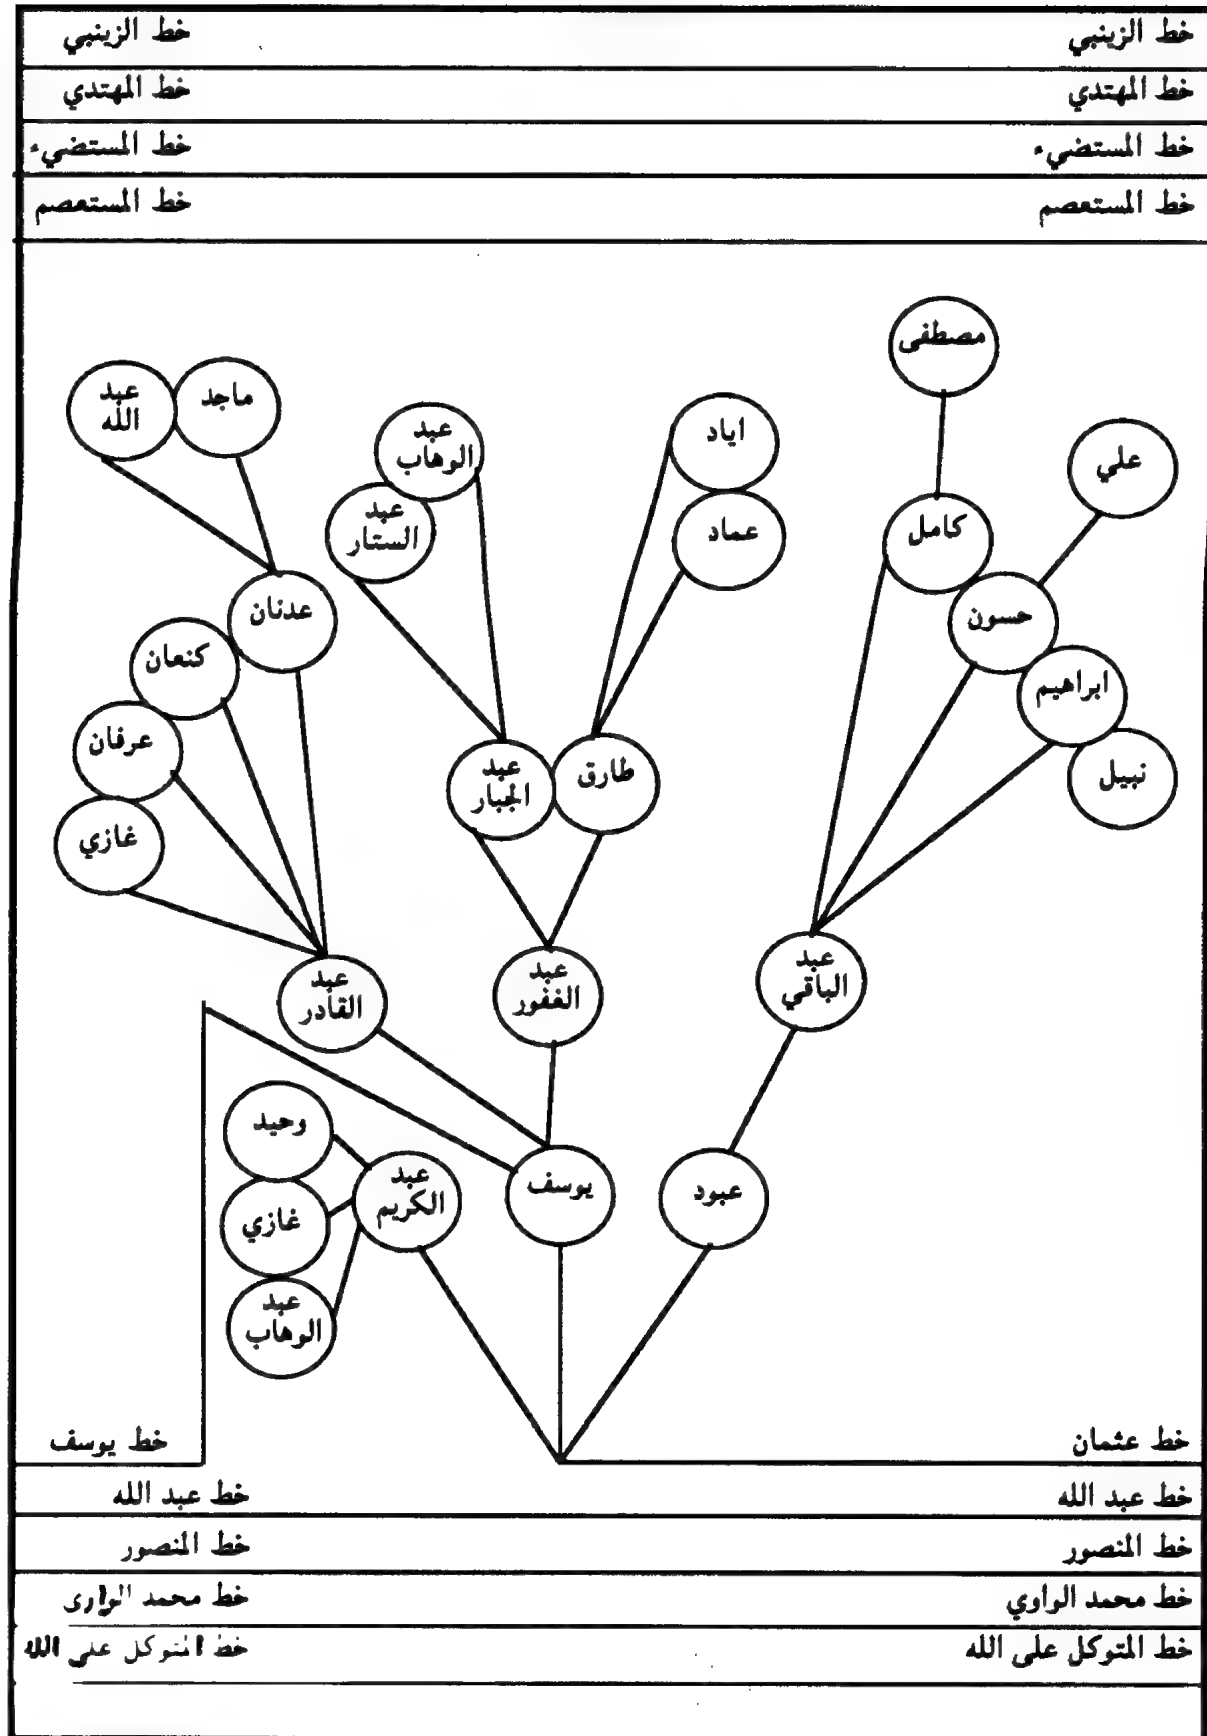 خط الزينبي
خط الزينبي
خط المهتدي
خط المهتدي
خط المستضيء
خط المستضيء
خط المستعصم
خط المستعصم
مصطفى
ماجد
عبد
الله
اياد
عبد
الوهاب
علي
عماد
عبد
الستار
كامل
حسون
عدنان
ابراهيم
كنعان
نبيل
عرفان
طارق
عبد
الجبار
غازي
عبد
الباقي
عبد
الغفور
عبد
القادر
وحيد
عبود
يوسف
عبد
الكريم
غازي
عبد
الوهاب
خط عثمان
خط يوسف
خط عبد الله
خط عبد الله
خط المنصور
خط المنصور
خط محمد الراوي
خط محمد الراوي
خط المتوكل على الله
خط المتوكل على الله